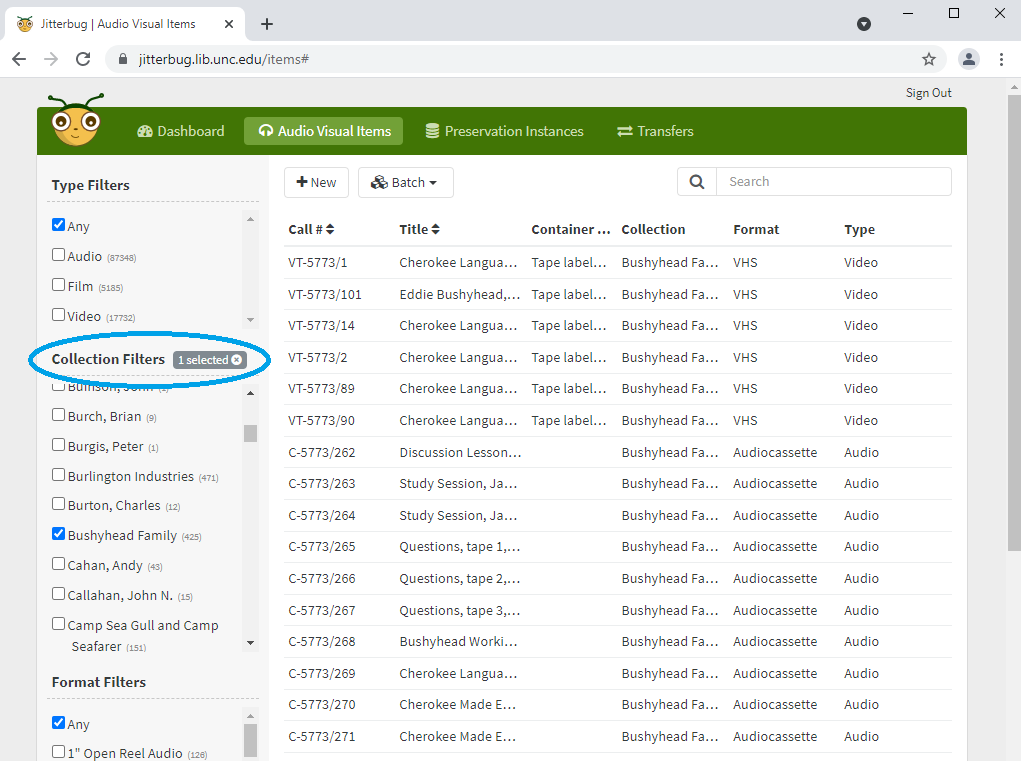 Jitterbug | Audio Visual Items
jitterbug.lib.unc.edu/items#
Sign Out
Dashboard
Audio Visual Items
Preservation Instances
Transfers
Type Filters
Any
Audio (87348)
Film (5185)
Video (17732)
Collection Filters 1 selected
Burch, Brian (9)
Burgis, Peter (1)
Burlington Industries (471)
Burton, Charles (12)
Bushyhead Family (425)
Cahan, Andy (43)
Callahan, John N. (15)
Camp Sea Gull and Camp
Seafarer (151)
Format Filters
Any
1" Open Reel Audio (126)
New
Batch
Search
Call # Title Container ... Collection Format Type
VT-5773/1 Cherokee Langua... Tape label... Bushyhead Fa... VHS Video
VT-5773/101 Eddie Bushyhead,... Tape label... Bushyhead Fa... VHS Video
VT-5773/14 Cherokee Langua... Tape label... Bushyhead Fa... VHS Video
VT-5773/2 Cherokee Langua... Tape label... Bushyhead Fa... VHS Video
VT-5773/89 Cherokee Langua... Tape label... Bushyhead Fa... VHS Video
VT-5773/90 Cherokee Langua... Tape label... Bushyhead Fa... VHS Video
C-5773/262 Discussion Lesson... Bushyhead Fa... Audiocassette Audio
C-5773/263 Study Session, Ja... Bushyhead Fa... Audiocassette Audio
C-5773/264 Study Session, Ja... Bushyhead Fa... Audiocassette Audio
C-5773/265 Questions, tape 1,... Bushyhead Fa... Audiocassette Audio
C-5773/266 Questions, tape 2,... Bushyhead Fa... Audiocassette Audio
C-5773/267 Questions, tape 3,... Bushyhead Fa... Audiocassette Audio
C-5773/268 Bushyhead Worki... Bushyhead Fa... Audiocassette Audio
C-5773/269 Cherokee Langua... Bushyhead Fa... Audiocassette Audio
C-5773/270 Cherokee Made E... Bushyhead Fa... Audiocassette Audio
C-5773/271 Cherokee Made E... Bushyhead Fa... Audiocassette Audio